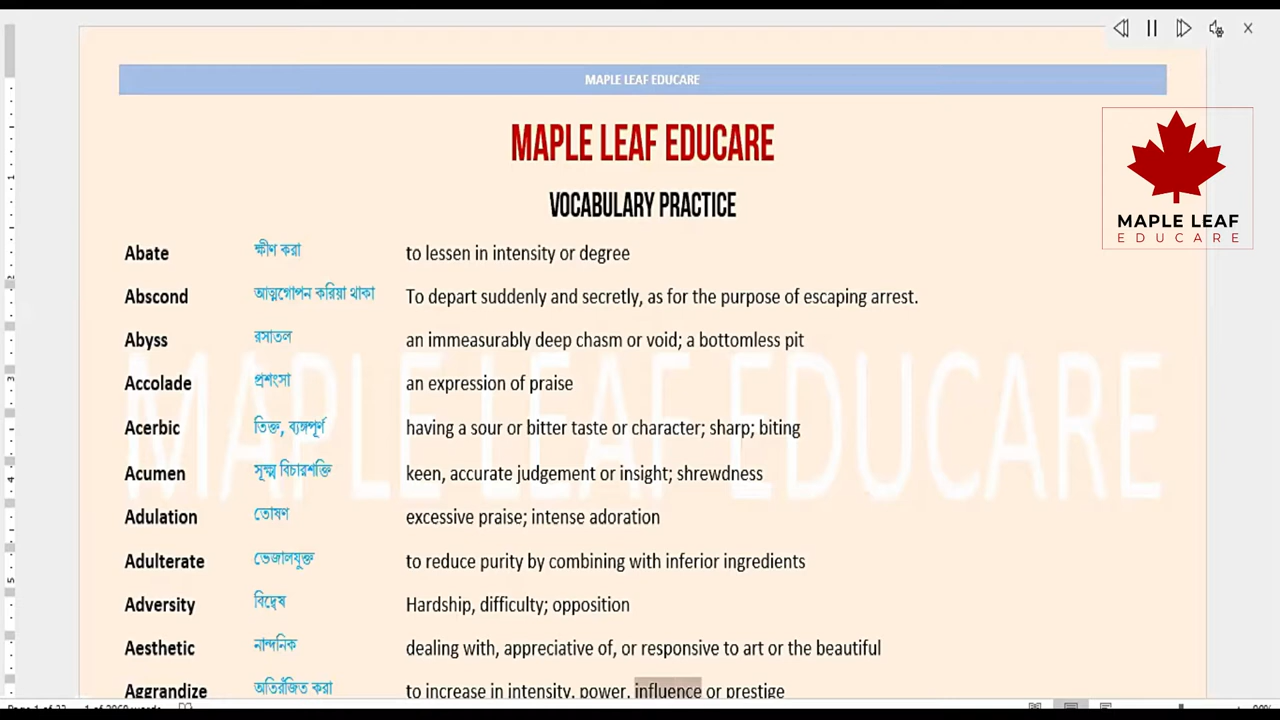 MAPLE LEAF EDUCARE
MAPLE LEAF EDUCARE
MAPLE LEAF
EDUCARE
VOCABULARY PRACTICE
Abate ক্ষীণ করা to lessen in intensity or degree
Abscond আত্মগোপন করিয়া থাকা To depart suddenly and secretly, as for the purpose of escaping arrest.
Abyss রসাতল an immeasurably deep chasm or void; a bottomless pit
MAPLE LEAF EDUCARE
Accolade প্রশংসা an expression of praise
Acerbic তিক্ত, ব্যঙ্গপূর্ণ having a sour or bitter taste or character; sharp; biting
Acumen সূক্ষ্ম বিচারশক্তি keen, accurate judgement or insight; shrewdness
Adulation তোষণ excessive praise; intense adoration
Adulterate ভেজালযুক্ত to reduce purity by combining with inferior ingredients
Adversity বিদ্বেষ Hardship, difficulty; opposition
Aesthetic নান্দনিক dealing with, appreciative of, or responsive to art or the beautiful
Aggrandize অতিরঁজিত করা to increase in intensity, power, influence or prestige